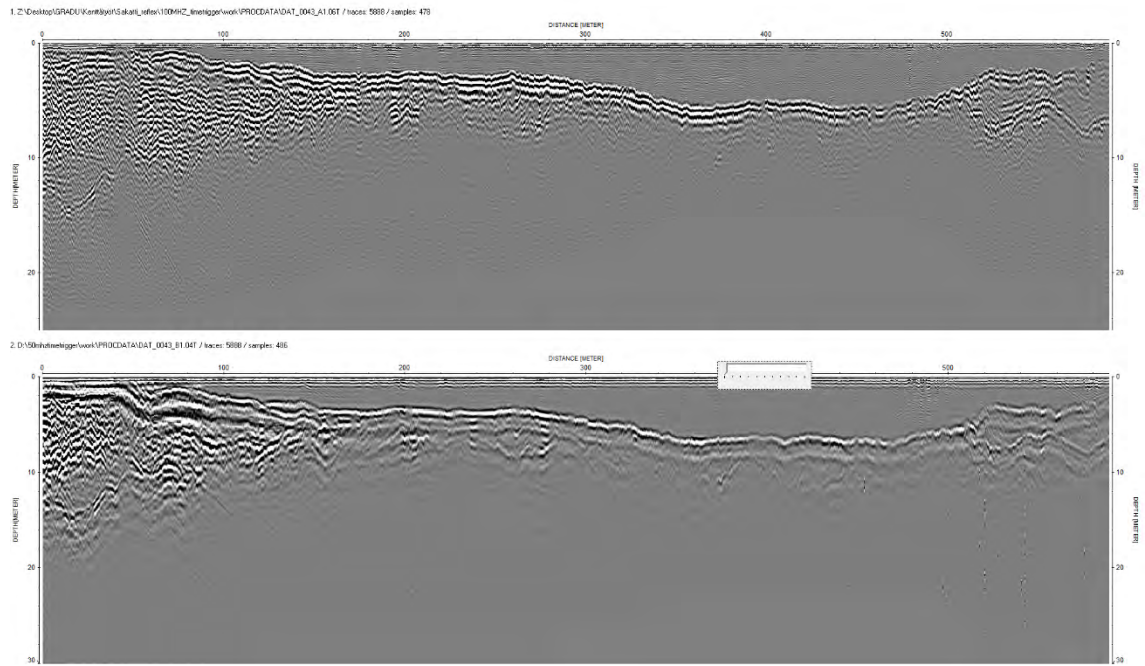 1. Z:\Desktop\GRADU\Kenttätyöt\Sakatti_reflex\100MHZ_timetrigger\work\PROCDATA\DAT_0043_A1.06T / traces: 5888 / samples: 478
DISTANCE [METER]
0 100 200 300 400 500
0 0
DEPTH[METER] DEPTH [METER]
10 10
20 20
2. D:\50mhztimetrigger\work\PROCDATA\DAT_0043_B1.04T / traces: 5888 / samples: 486
DISTANCE [METER]
0 100 200 300 400 500
0 0
10 10
DEPTH[METER] DEPTH [METER]
20 20
30 30